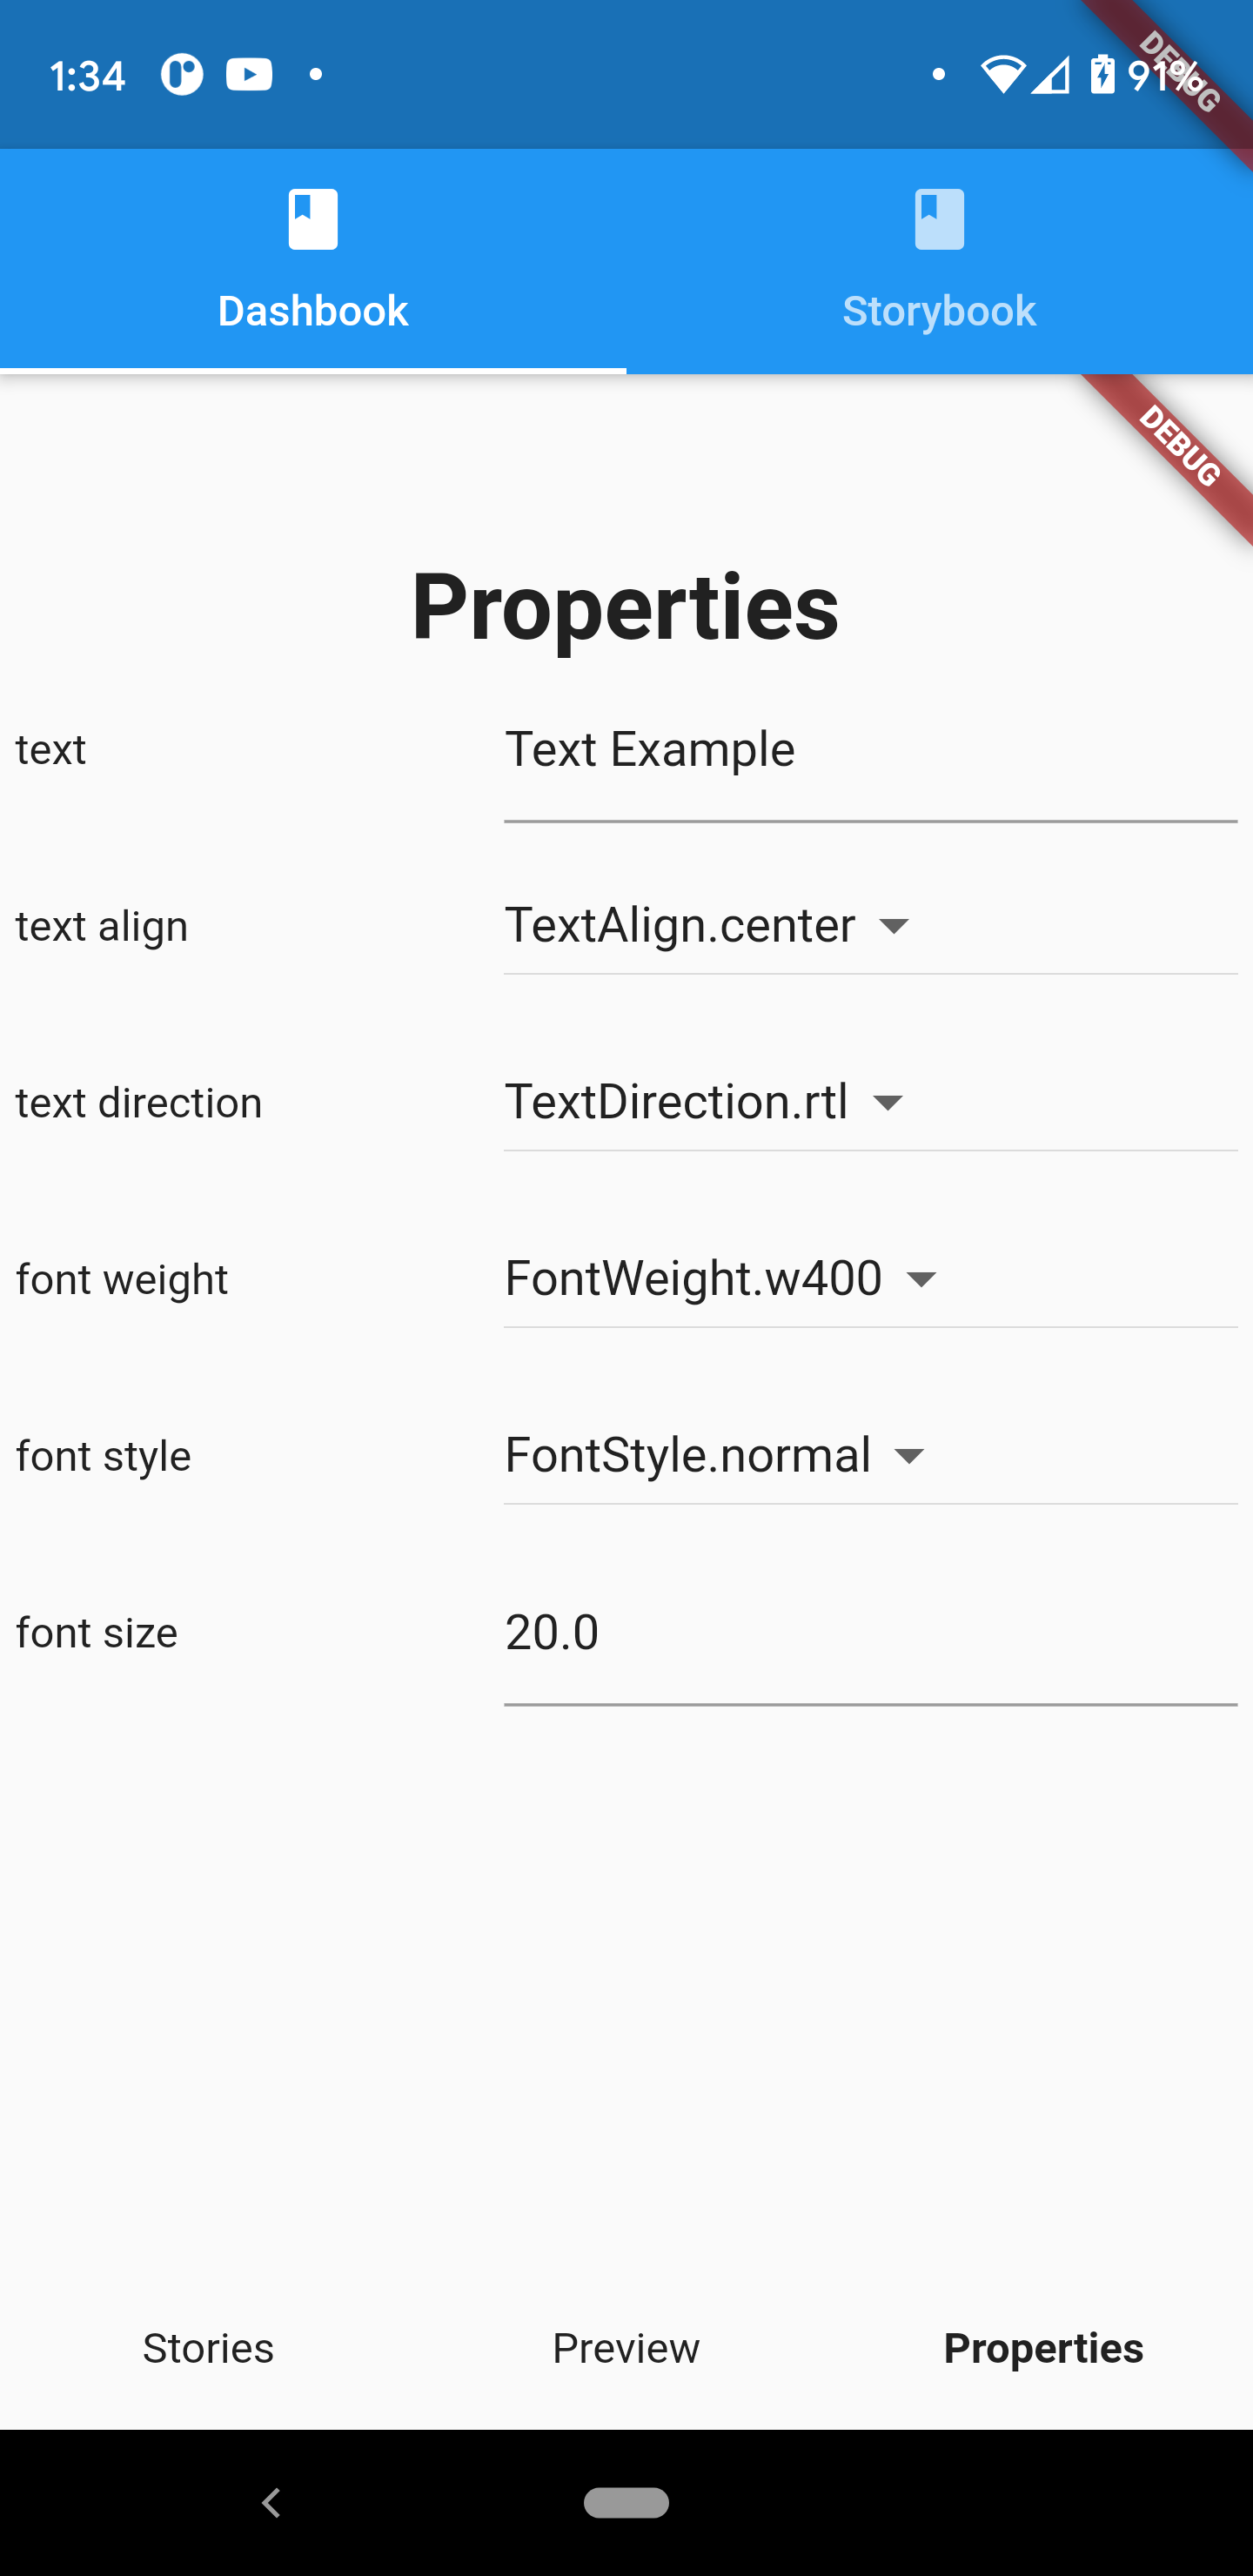 1:34 91%
DEBUG
Dashbook Storybook
DEBUG
Properties
text Text Example
text align TextAlign.center
text direction TextDirection.rtl
font weight FontWeight.w400
font style FontStyle.normal
font size 20.0
Stories Preview Properties